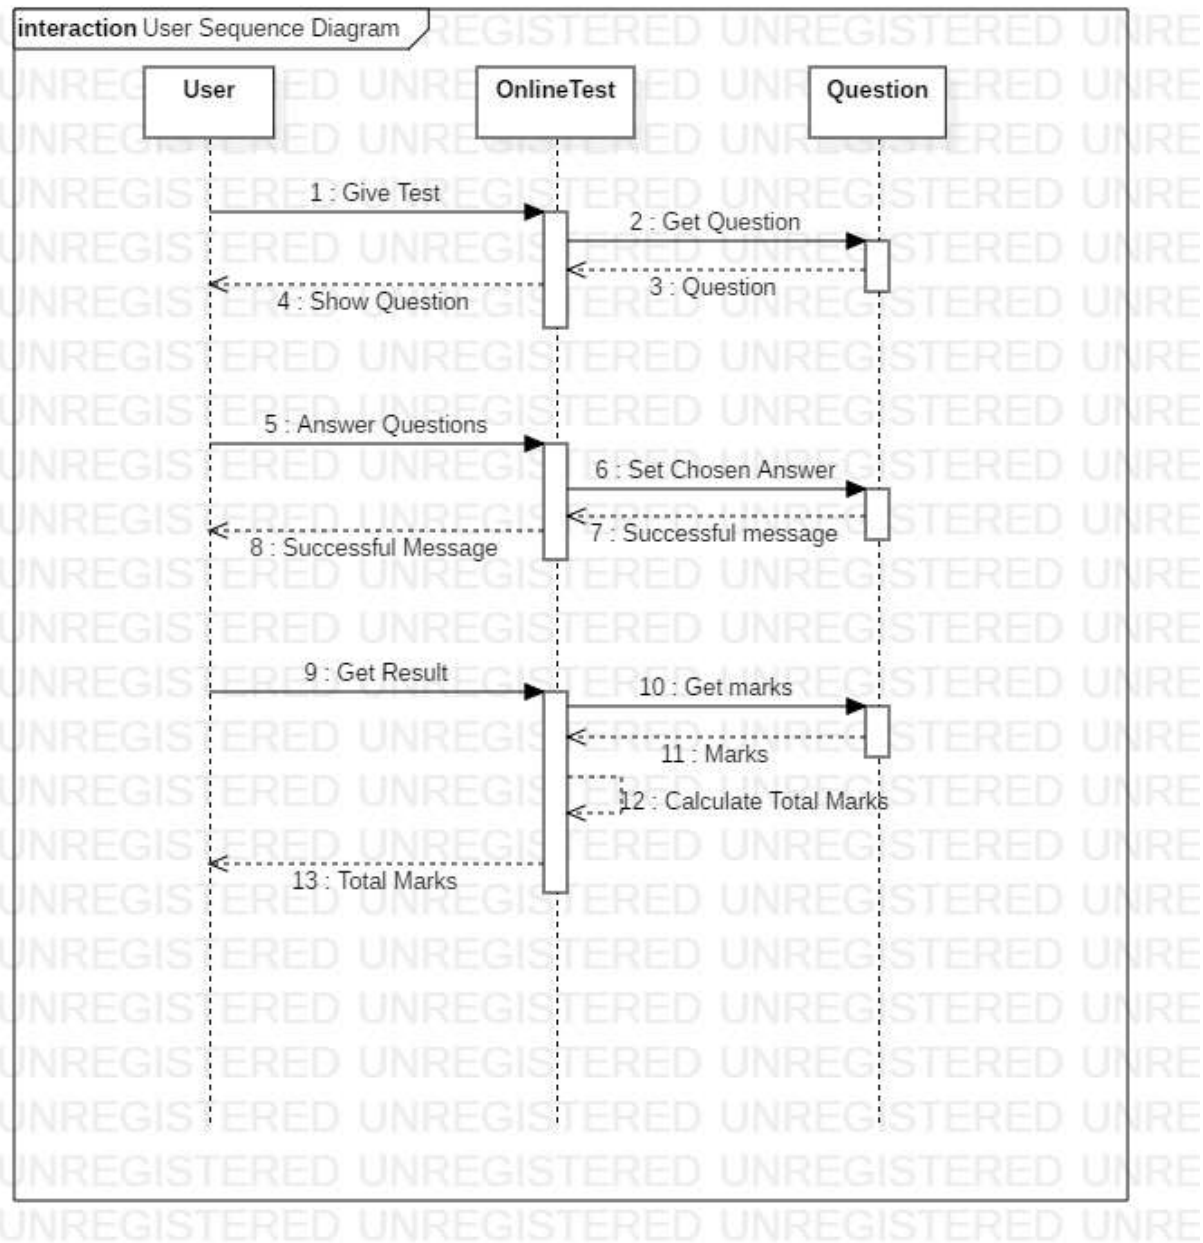 interaction User Sequence Diagram
User
OnlineTest
Question
1 : Give Test
2 : Get Question
3 : Question
4 : Show Question
5 : Answer Questions
6 : Set Chosen Answer
7 : Successful message
8 : Successful Message
9 : Get Result
10 : Get marks
11 : Marks
12 : Calculate Total Marks
13 : Total Marks
UNREGISTERED